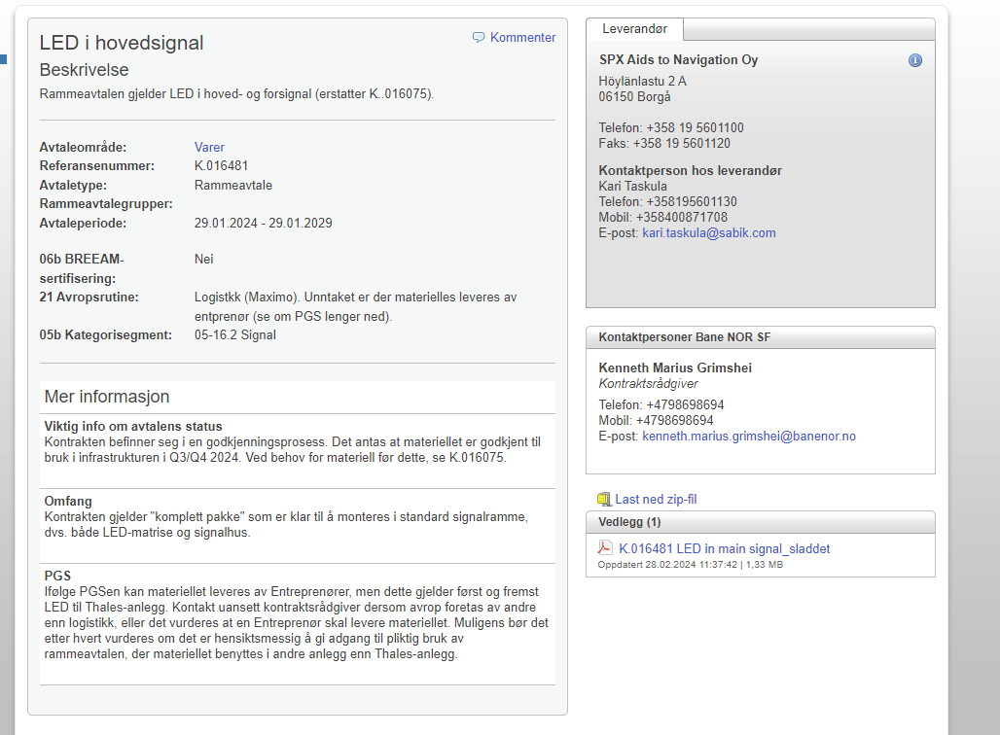 LED i hovedsignal
Kommenter
Beskrivelse
Rammeavtalen gjelder LED i hoved- og forsignal (erstatter K..016075).
Avtaleområde: Varer
Referansenummer: K.016481
Avtaletype: Rammeavtale
Rammeavtalegrupper:
Avtaleperiode: 29.01.2024 - 29.01.2029
06b BREEAM- Nei
sertifisering:
21 Avropsrutine: Logistkk (Maximo). Unntaket er der materielles leveres av
entprenør (se om PGS lenger ned).
05b Kategorisegment: 05-16.2 Signal
Mer informasjon
Viktig info om avtalens status
Kontrakten befinner seg i en godkjenningsprosess. Det antas at materiellet er godkjent til
bruk i infrastrukturen i Q3/Q4 2024. Ved behov for materiell før dette, se K.016075.
Omfang
Kontrakten gjelder "komplett pakke" som er klar til å monteres i standard signalramme,
dvs. både LED-matrise og signalhus.
PGS
Ifølge PGSen kan materiellet leveres av Entreprenører, men dette gjelder først og fremst
LED til Thales-anlegg. Kontakt uansett kontraktsrådgiver dersom avrop foretas av andre
enn logistikk, eller det vurderes at en Entreprenør skal levere materiellet. Muligens bør det
etter hvert vurderes om det er hensiktsmessig å gi adgang til pliktig bruk av
rammeavtalen, der materiellet benyttes i andre anlegg enn Thales-anlegg.
Leverandør
SPX Aids to Navigation Oy
Höylänlastu 2 A
06150 Borgå
Telefon: +358 19 5601100
Faks: +358 19 5601120
Kontaktperson hos leverandør
Kari Taskula
Telefon: +358195601130
Mobil: +358400871708
E-post: kari.taskula@sabik.com
Kontaktpersoner Bane NOR SF
Kenneth Marius Grimshei
Kontraktsrådgiver
Telefon: +4798698694
Mobil: +4798698694
E-post: kenneth.marius.grimshei@banenor.no
Last ned zip-fil
Vedlegg (1)
K.016481 LED in main signal_sladdet
Oppdatert 28.02.2024 11:37:42 | 1,33 MB